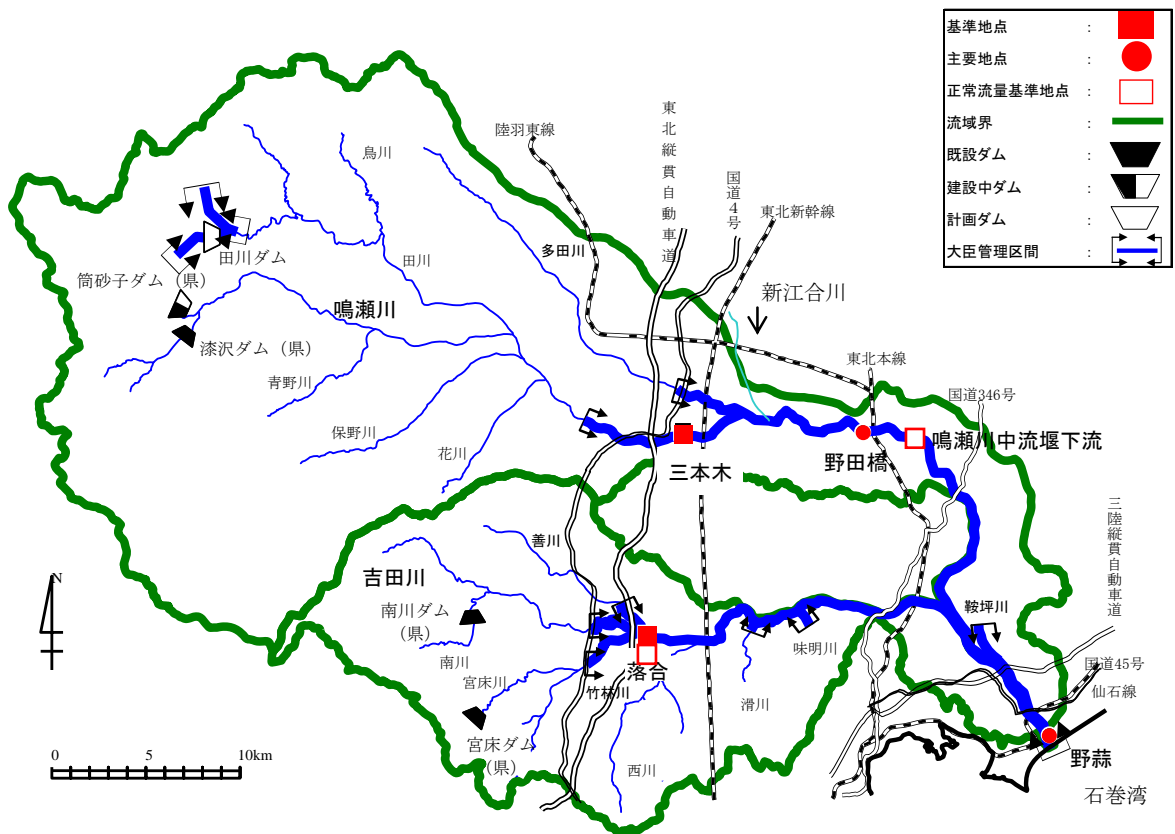 基準地点 :
主要地点 :
正常流量基準地点 :
流域界 :
既設ダム :
建設中ダム :
計画ダム :
大臣管理区間 :
陸羽東線
東北縦貫自動車道
国道4号
東北新幹線
鳥川
多田川
田川
田川ダム
筒砂子ダム(県)
鳴瀬川
新江合川
漆沢ダム(県)
東北本線
青野川
国道346号
保野川
花川
三本木
野田橋
鳴瀬川中流堰下流
三陸縦貫自動車道
善川
吉田川
南川ダム
(県)
鞍坪川
味明川
南川
宮床川
落合
竹林川
滑川
国道45号
仙石線
宮床ダム
(県)
西川
野蒜
石巻湾
N
0 5 10km